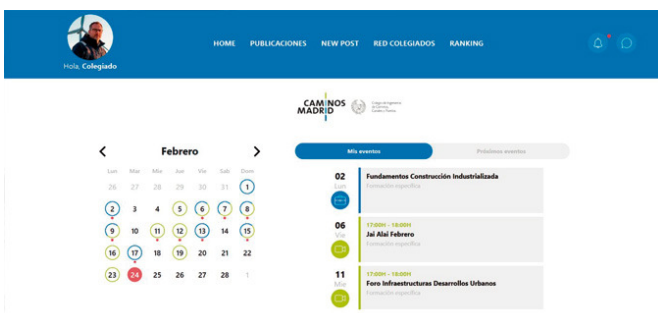 HOME PUBLICACIONES NEW POST RED COLEGIADOS RANKING
Hola, Colegiado
CAMINOS
MADRID
Febrero
Lun Mar Mie Jue Vie Sab Dom
26 27 28 29 30 31 1
2 3 4 5 6 7 8
9 10 11 12 13 14 15
16 17 18 19 20 21 22
23 24 25 26 27 28 1
Mis eventos Próximos eventos
02
Lun
Fundamentos Construcción Industrializada
Formación específica
06
Vie
17:00H - 18:00H
Jai Alai Febrero
Formación específica
11
Mie
17:00H - 18:00H
Foro Infraestructuras Desarrollos Urbanos
Formación específica